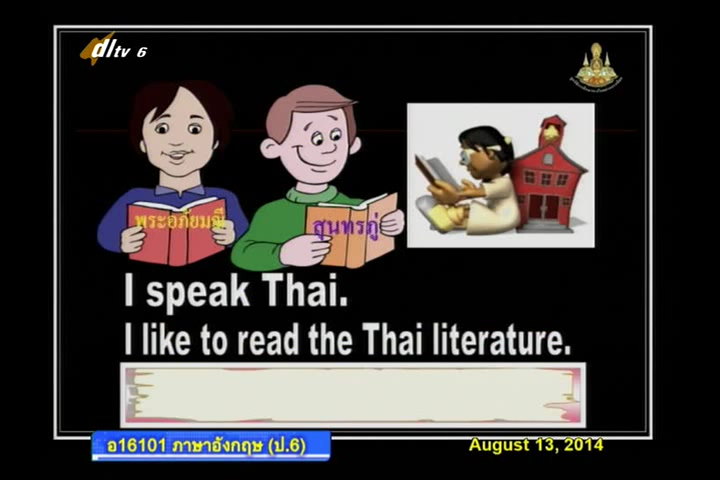 dltv 6
พระอภัยมณี
สุนทรภู่
I speak Thai.
I like to read the Thai literature.
อ16101 ภาษาอังกฤษ (ป.6)
August 13, 2014